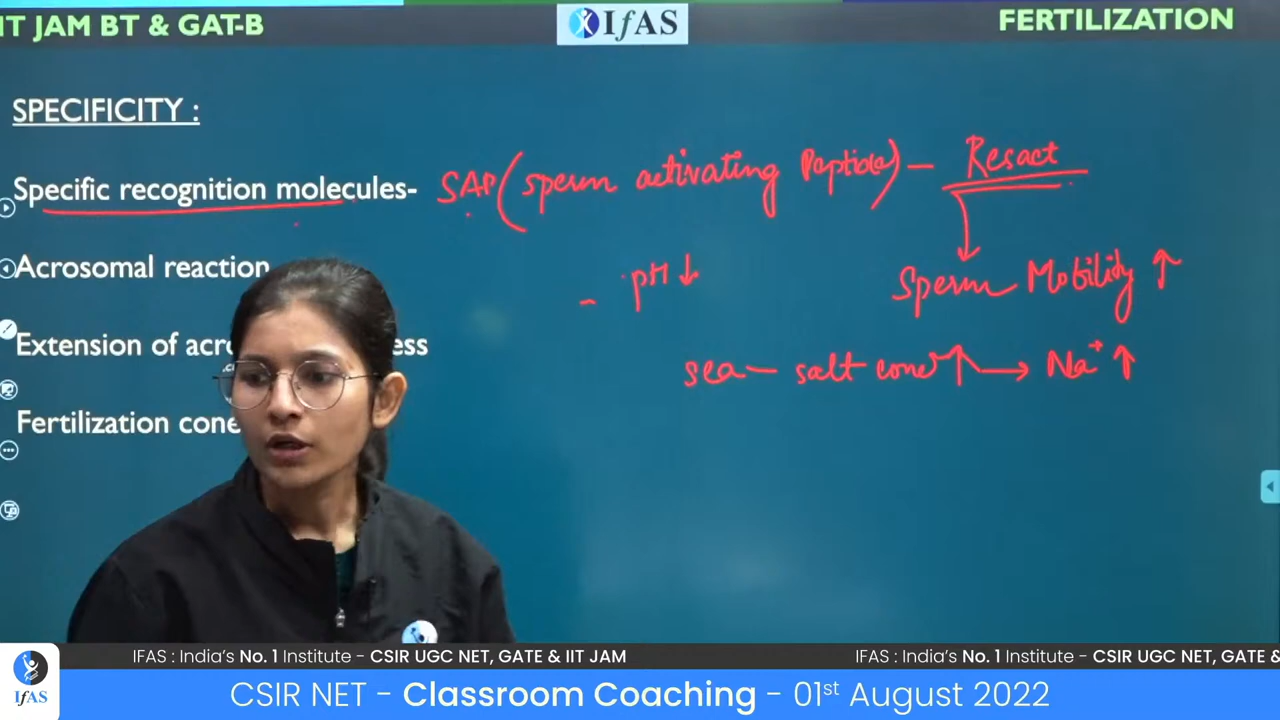 IIT JAM BT & GAT-B
IfAS
FERTILIZATION
SPECIFICITY :
Specific recognition molecules- SAP (sperm activating Peptide) - Resact
Sperm Mobility ↑
Acrosomal reaction
- pH ↓
Extension of acr ess
sea - salt conc ↑ → Na+ ↑
Fertilization cone
IfAS
IFAS : India's No. 1 Institute - CSIR UGC NET, GATE & IIT JAM
IFAS : India's No. 1 Institute - CSIR UGC NET, GATE &
CSIR NET - Classroom Coaching - 01st August 2022